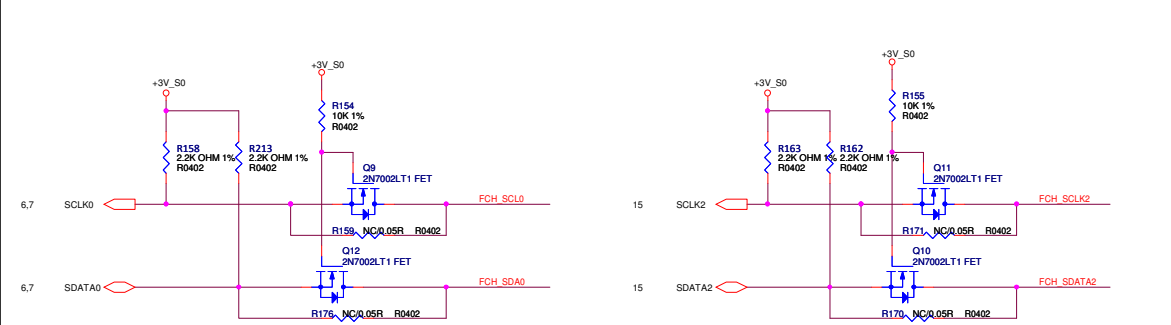 +3V_S0
+3V_S0
R154
10K 1%
R0402
R158
2.2K OHM 1%
R0402
R213
2.2K OHM 1%
R0402
Q9
2N7002LT1 FET
6,7
SCLK0
FCH_SCL0
R159
NC/0.05R
R0402
Q12
2N7002LT1 FET
6,7
SDATA0
FCH_SDA0
R176
NC/0.05R
R0402
+3V_S0
+3V_S0
R155
10K 1%
R0402
R163
2.2K OHM 1%
R0402
R162
2.2K OHM 1%
R0402
Q11
2N7002LT1 FET
15
SCLK2
FCH_SCLK2
R171
NC/0.05R
R0402
Q10
2N7002LT1 FET
15
SDATA2
FCH_SDATA2
R170
NC/0.05R
R0402